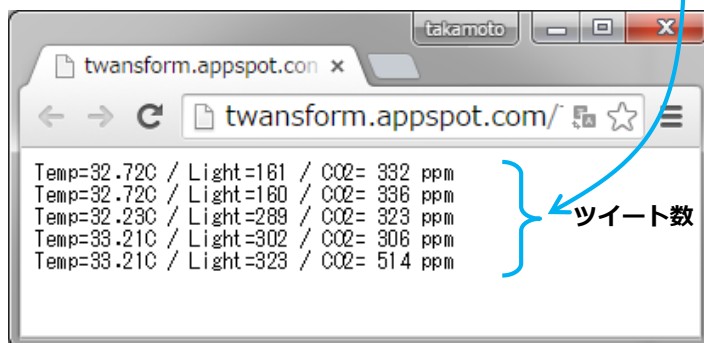 takamoto
twansform.appspot.con
twansform.appspot.com/
Temp=32.72C / Light=161 / CO2= 332 ppm
Temp=32.72C / Light=160 / CO2= 336 ppm
Temp=32.23C / Light=289 / CO2= 323 ppm
Temp=33.21C / Light=302 / CO2= 306 ppm
Temp=33.21C / Light=323 / CO2= 514 ppm
ツイート数